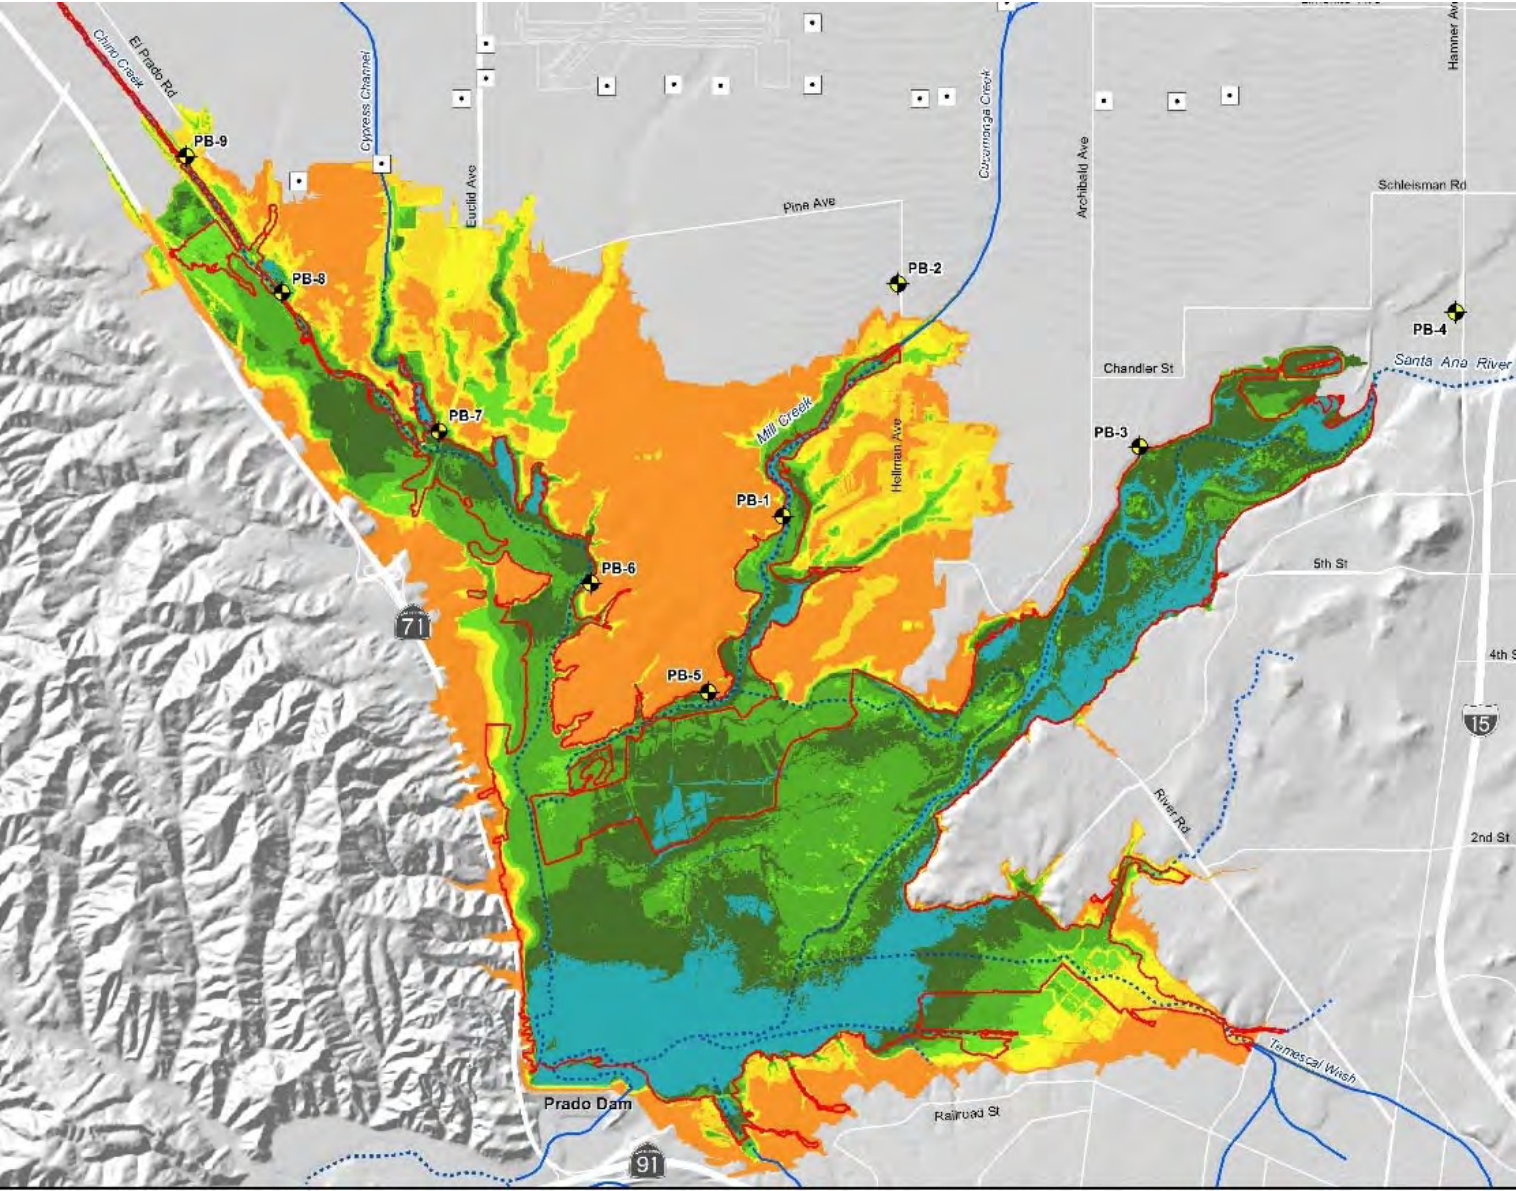 Hamner Av
Chino Creek
El Prado Rd
Cypress Channel
Cucamonga Creek
PB-9
Euclid Ave
Archibald Ave
Schleisman Rd
Pine Ave
PB-8
PB-2
PB-4
Chandler St
Santa Ana River
PB-7
Mill Creek
Hellman Ave
PB-3
PB-1
PB-6
5th St
71
4th S
PB-5
15
River Rd
2nd St
Temescal Wash
Prado Dam
Railroad St
91